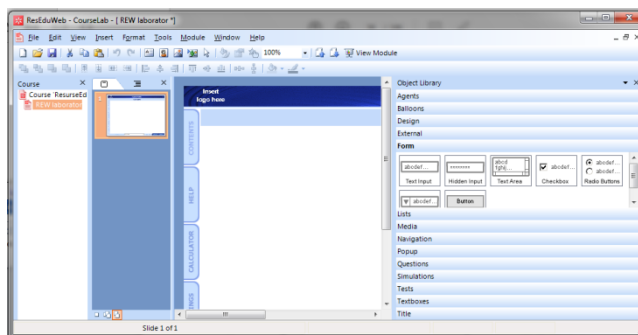 ResEduWeb - CourseLab - [ REW laborator *]
File Edit View Insert Format Tools Module Window Help
100% View Module
Course
Course 'ResurseEd
REW laborator
Insert
logo here
CONTENTS
HELP
CALCULATOR
Object Library
Agents
Balloons
Design
External
Form
abcdef...
********
abcd
fghij...
abcdef...
abcdef...
abcdef...
Text Input Hidden Input Text Area Checkbox Radio Buttons
abcdef... Button
Lists
Media
Navigation
Popup
Questions
Simulations
Tests
Textboxes
Title
Slide 1 of 1